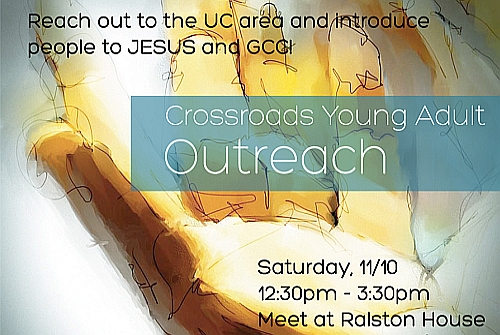 Reach out to the UC area and introduce
people to JESUS and GCCI
Crossroads Young Adult
Outreach
Saturday, 11/10
12:30pm - 3:30pm
Meet at Ralston House